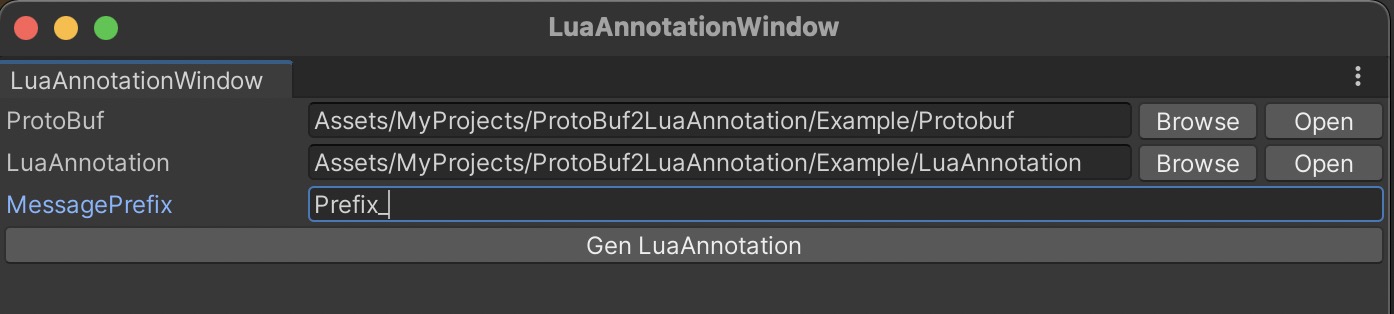 LuaAnnotationWindow
LuaAnnotationWindow
ProtoBuf Assets/MyProjects/ProtoBuf2LuaAnnotation/Example/Protobuf Browse Open
LuaAnnotation Assets/MyProjects/ProtoBuf2LuaAnnotation/Example/LuaAnnotation Browse Open
MessagePrefix Prefix_
Gen LuaAnnotation